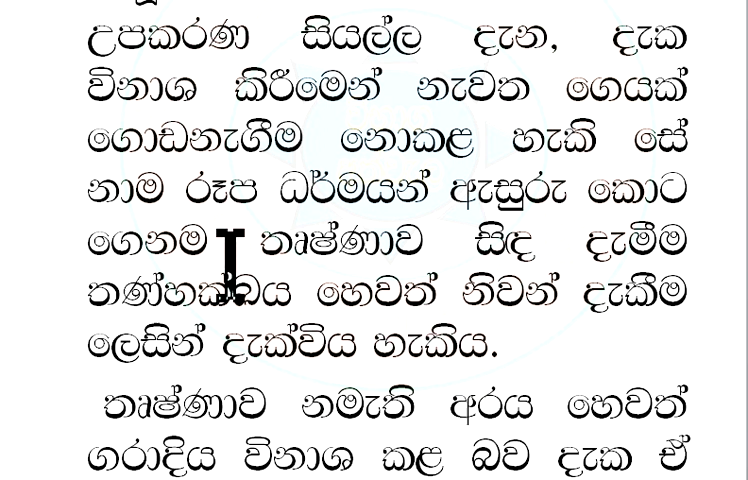 උපකරණ සියල්ල දැන, දැක
විනාශ කිරීමෙන් නැවත ගෙයක්
ගොඩනැගීම නොකළ හැකි සේ
නාම රූප ධර්මයන් ඇසුරු කොට
ගෙනම තෘෂ්ණාව සිඳ දැමීම
තණ්හක්ඛය හෙවත් නිවන් දැකීම
ලෙසින් දැක්විය හැකිය.
තෘෂ්ණාව නමැති අරය හෙවත්
ගරාදිය විනාශ කළ බව දැක ඒ